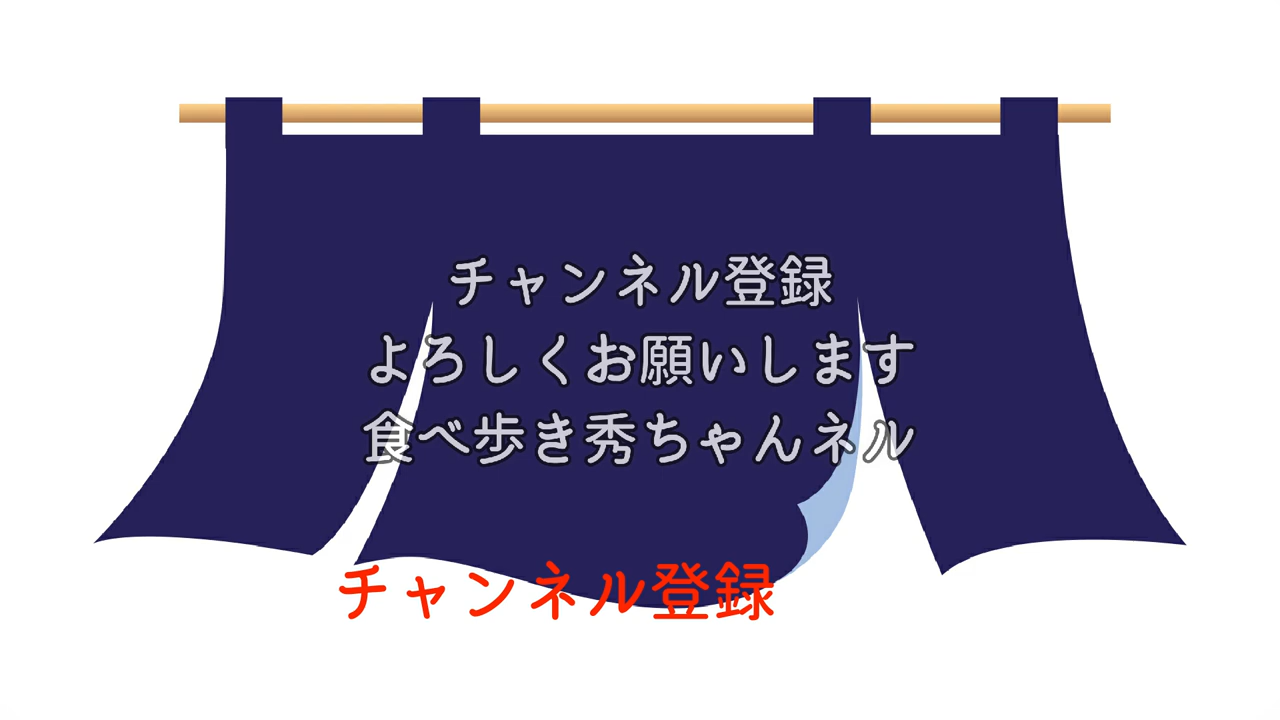 チャンネル登録
よろしくお願いします
食べ歩き秀ちゃんネル
チャンネル登録